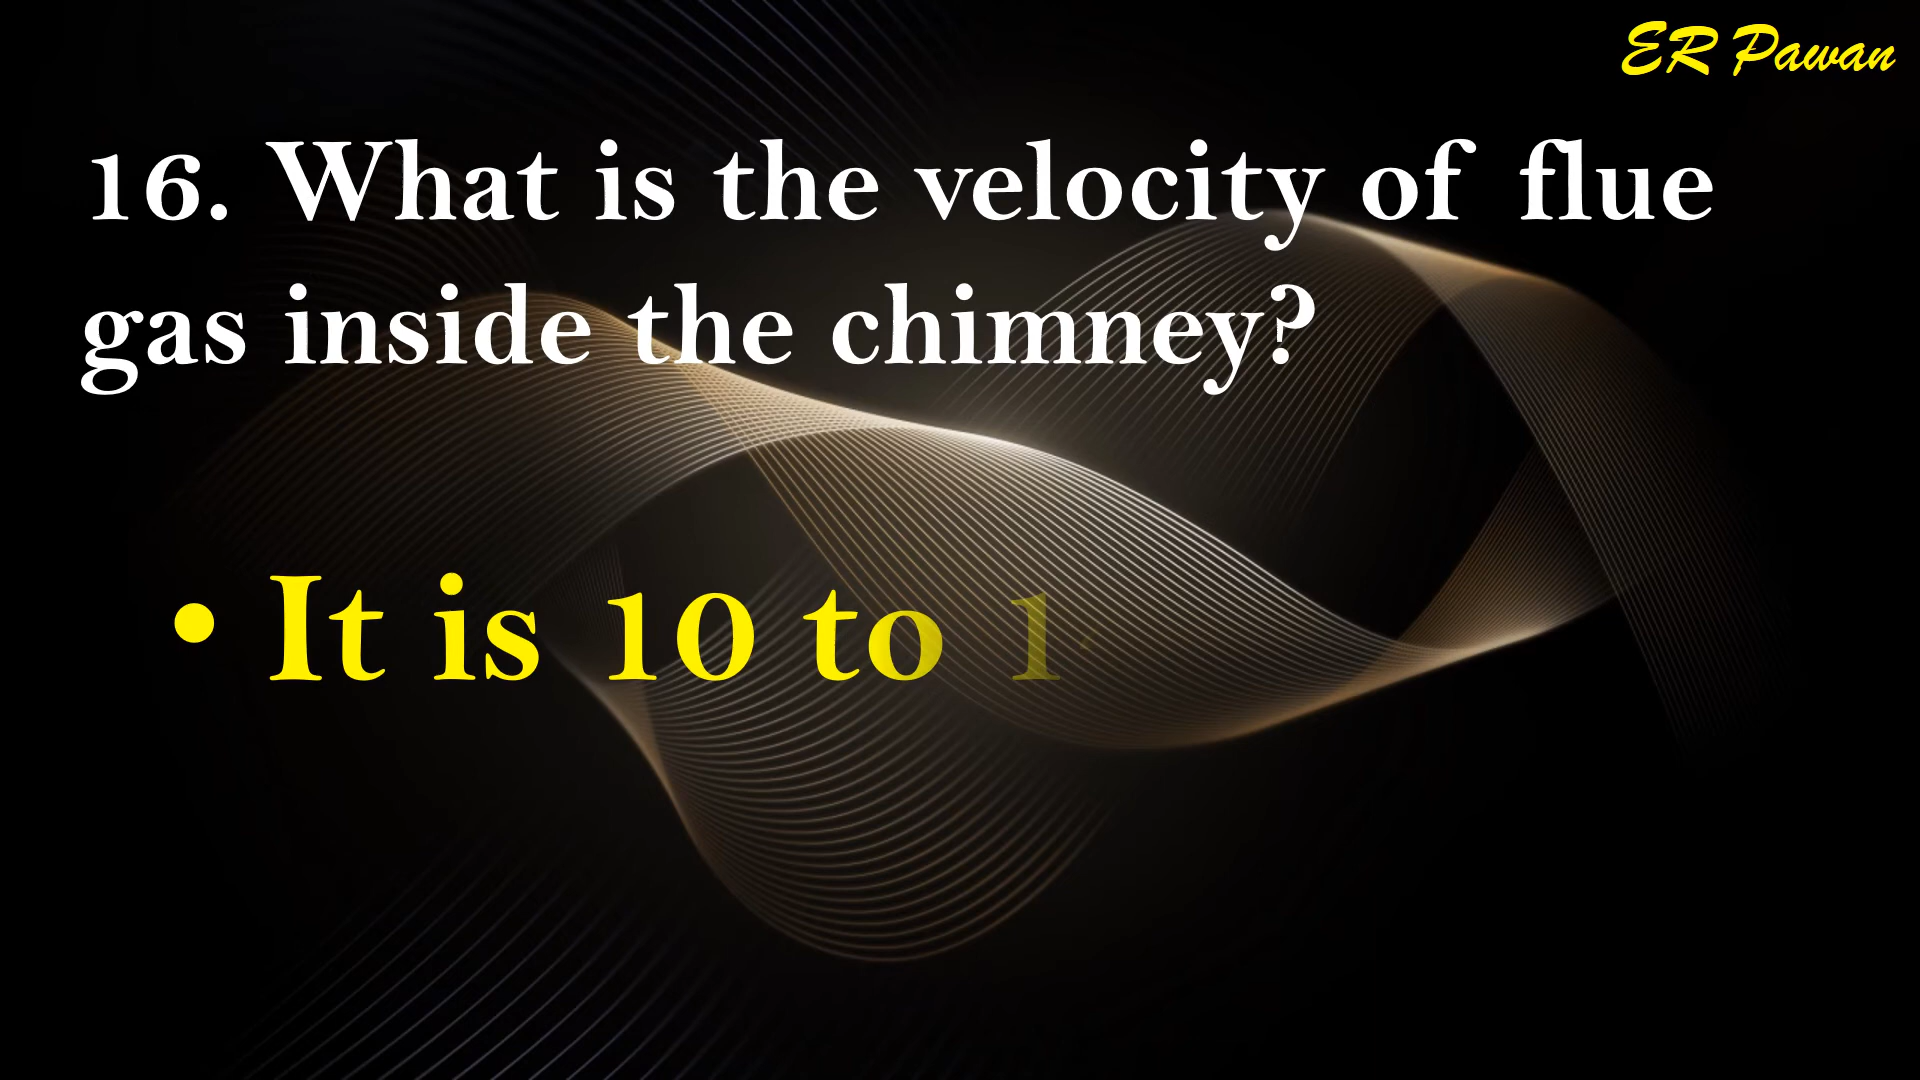 ER Pawan
16. What is the velocity of flue
gas inside the chimney?
• It is 10 to